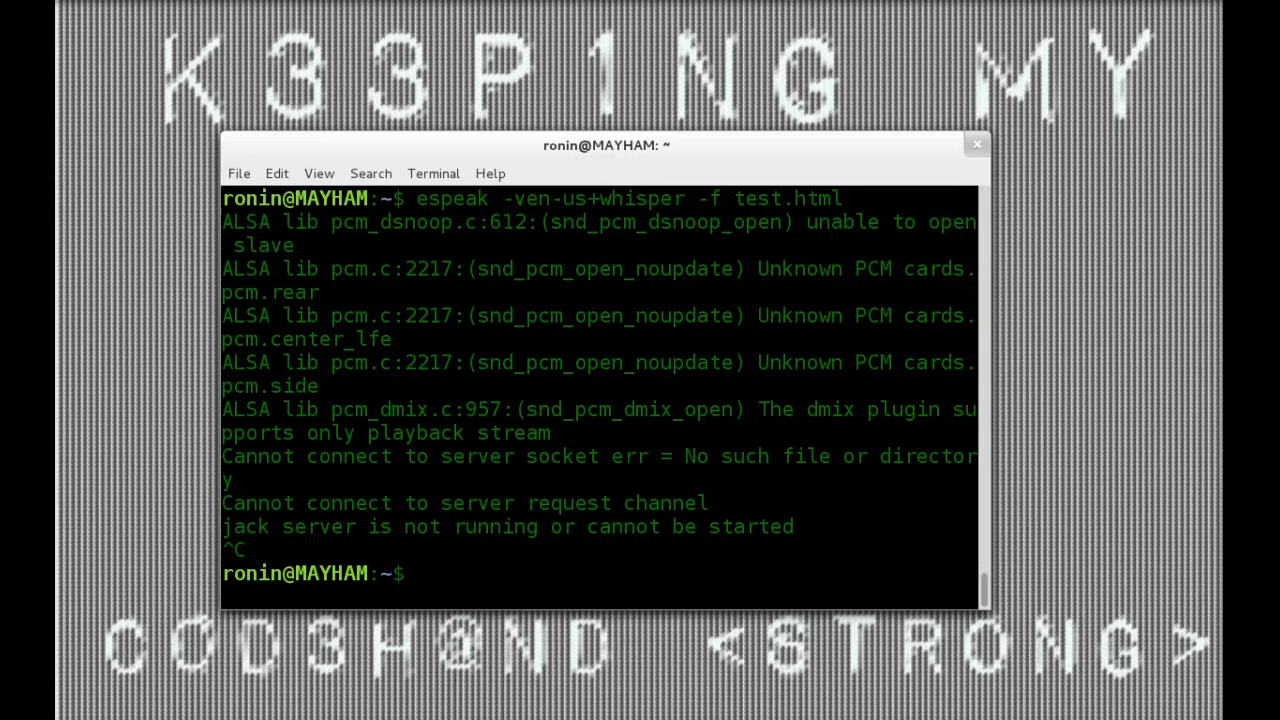 K33P1NG MY
ronin@MAYHAM: ~
×
File Edit View Search Terminal Help
ronin@MAYHAM:~$ espeak -ven-us+whisper -f test.html
ALSA lib pcm_dsnoop.c:612:(snd_pcm_dsnoop_open) unable to open
 slave
ALSA lib pcm.c:2217:(snd_pcm_open_noupdate) Unknown PCM cards.
pcm.rear
ALSA lib pcm.c:2217:(snd_pcm_open_noupdate) Unknown PCM cards.
pcm.center_lfe
ALSA lib pcm.c:2217:(snd_pcm_open_noupdate) Unknown PCM cards.
pcm.side
ALSA lib pcm_dmix.c:957:(snd_pcm_dmix_open) The dmix plugin su
pports only playback stream
Cannot connect to server socket err = No such file or director
y
Cannot connect to server request channel
jack server is not running or cannot be started
^C
ronin@MAYHAM:~$
COD3H@ND <STRONG>